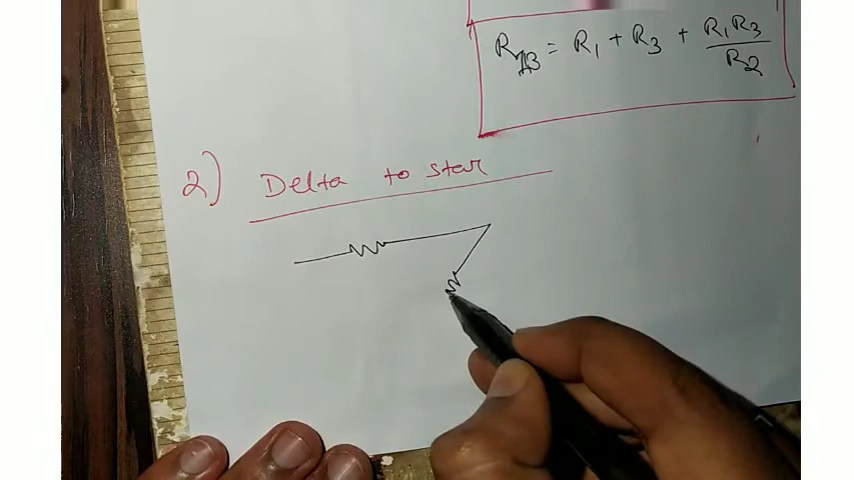 R13 = R1 + R3 + R1R3/R2
2) Delta to star